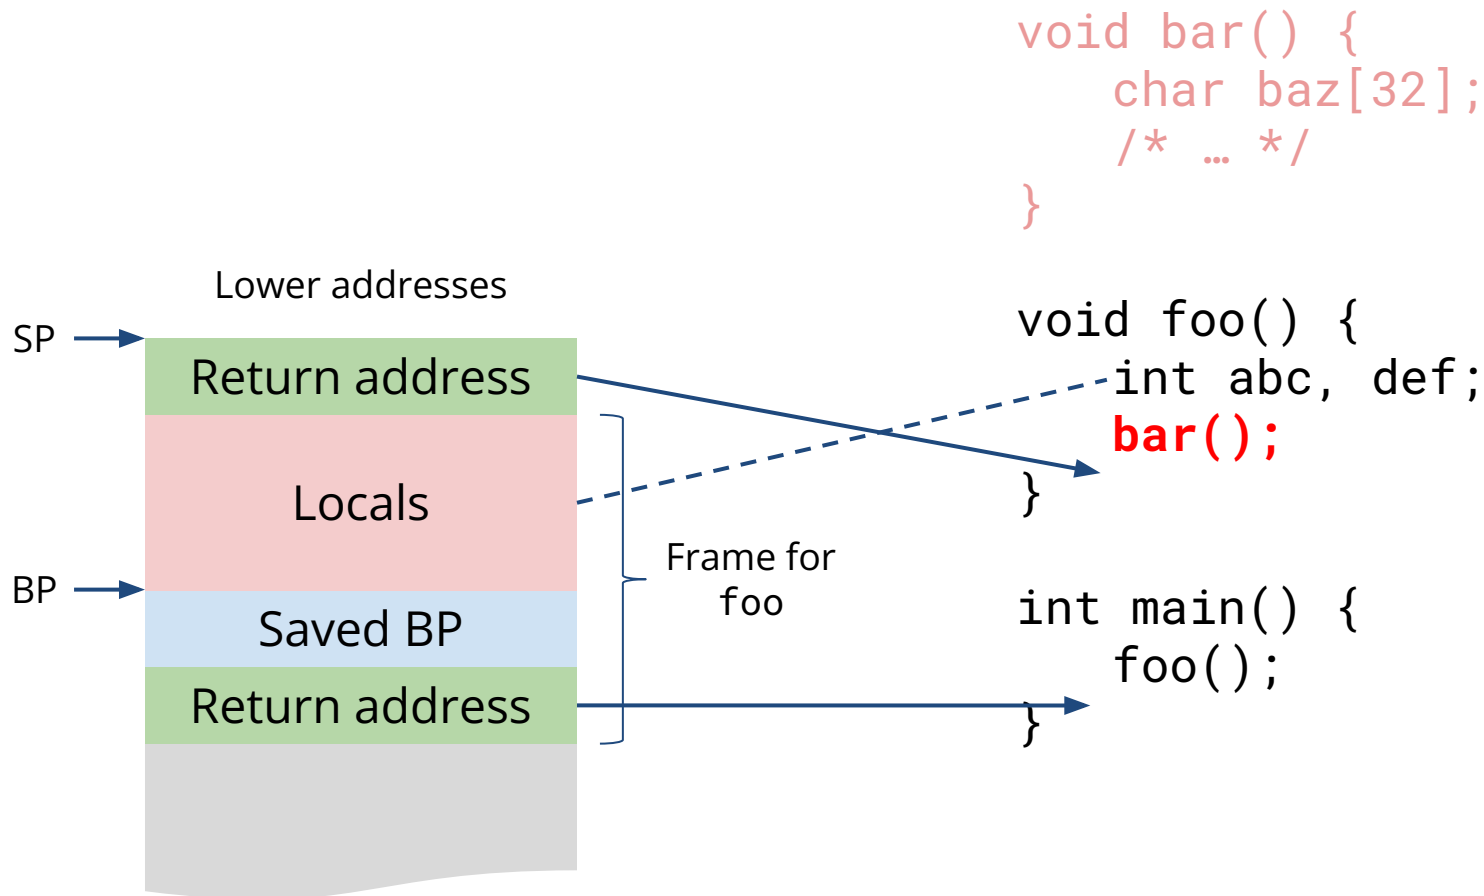 void bar() {
char baz[32];
/* … */
}
Lower addresses
SP
Return address
Locals
BP
Saved BP
Return address
Frame for
foo
void foo() {
int abc, def;
bar();
}
int main() {
foo();
}